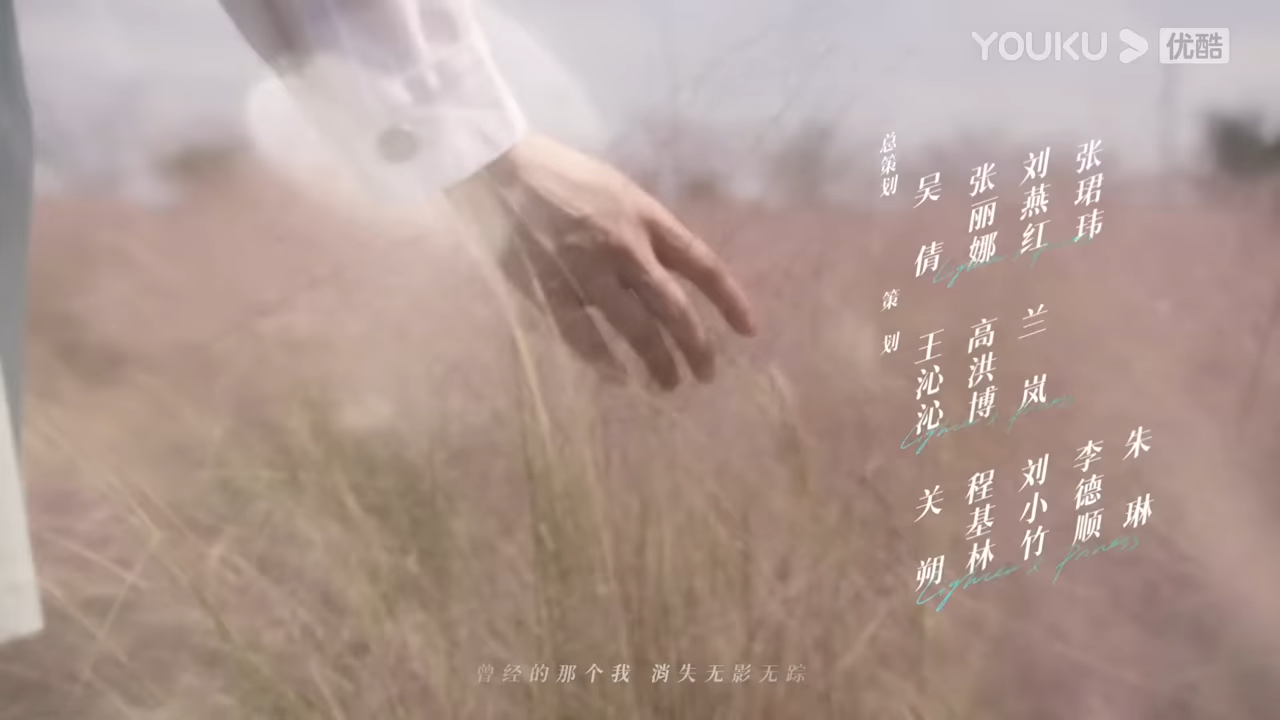 YOUKU 优酷
总策划
吴倩
张丽娜
刘燕红
张珺玮
策划
王沁沁
高洪博
兰岚
关朔
程基林
刘小竹
李德顺
朱琳
曾经的那个我 消失无影无踪